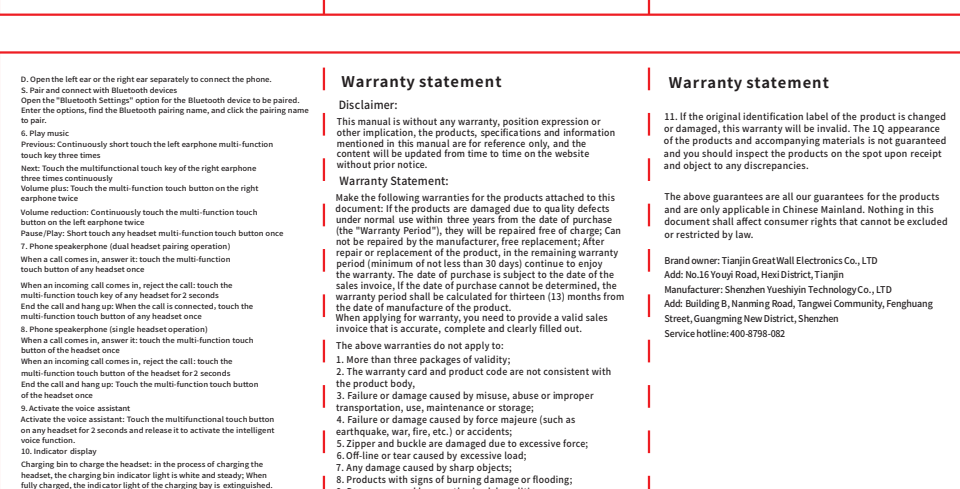 D. Open the left ear or the right ear separately to connect the phone.
S. Pair and connect with Bluetooth devices
Open the "Bluetooth Settings" option for the Bluetooth device to be paired.
Enter the options, find the Bluetooth pairing name, and click the pairing name
to pair.
6. Play music
Previous: Continuously short touch the left earphone multi-function
touch key three times
Next: Touch the multifunctional touch key of the right earphone
three times continuously
Volume plus: Touch the multi-function touch button on the right
earphone twice
Volume reduction: Continuously touch the multi-function touch
button on the left earphone twice
Pause/Play: Short touch any headset multi-function touch button once
7. Phone speakerphone (dual headset pairing operation)
When a call comes in, answer it: touch the multi-function
touch button of any headset once
When an incoming call comes in, reject the call: touch the
multi-function touch key of any headset for 2 seconds
End the call and hang up: When the call is connected, touch the
multi-function touch button of any headset once
8. Phone speakerphone (single headset operation)
When a call comes in, answer it: touch the multi-function touch
button of the headset once
When an incoming call comes in, reject the call: touch the
multi-function touch button of the headset for 2 seconds
End the call and hang up: Touch the multi-function touch button
of the headset once
9. Activate the voice assistant
Activate the voice assistant: Touch the multifunctional touch button
on any headset for 2 seconds and release it to activate the intelligent
voice function.
10. Indicator display
Charging bin to charge the headset: in the process of charging the
headset, the charging bin indicator light is white and steady; When
fully charged, the indicator light of the charging bay is extinguished.
Warranty statement
Disclaimer:
This manual is without any warranty, position expression or
other implication, the products, specifications and information
mentioned in this manual are for reference only, and the
content will be updated from time to time on the website
without prior notice.
Warranty Statement:
Make the following warranties for the products attached to this
document: If the products are damaged due to quality defects
under normal use within three years from the date of purchase
(the "Warranty Period"), they will be repaired free of charge; Can
not be repaired by the manufacturer, free replacement; After
repair or replacement of the product, in the remaining warranty
period (minimum of not less than 30 days) continue to enjoy
the warranty. The date of purchase is subject to the date of the
sales invoice, lf the date of purchase cannot be determined, the
warranty period shall be calculated for thirteen (13) months from
the date of manufacture of the product.
When applying for warranty, you need to provide a valid sales
invoice that is accurate, complete and clearly filled out.
The above warranties do not apply to:
1. More than three packages of validity;
2. The warranty card and product code are not consistent with
the product body,
3. Failure or damage caused by misuse, abuse or improper
transportation, use, maintenance or storage;
4. Failure or damage caused by force majeure (such as
earthquake, war, fire, etc.) or accidents;
5. Zipper and buckle are damaged due to excessive force;
6. Off-line or tear caused by excessive load;
7. Any damage caused by sharp objects;
8. Products with signs of burning damage or flooding;
Warranty statement
11. lf the original identification label of the product is changed
or damaged, this warranty will be invalid. The 1Q appearance
of the products and accompanying materials is not guaranteed
and you should inspect the products on the spot upon receipt
and object to any discrepancies.
The above guarantees are all our guarantees for the products
and are only applicable in Chinese Mainland. Nothing in this
document shall affect consumer rights that cannot be excluded
or restricted by law.
Brand owner: Tianjin Great Wall Electronics Co., LTD
Add: No.16 Youyi Road, Hexi District, Tianjin
Manufacturer: Shenzhen Yueshiyin Technology Co., LTD
Add: Building B, Nanming Road, Tangwei Community, Fenghuang
Street, Guangming New District, Shenzhen
Service hotline: 400-8798-082